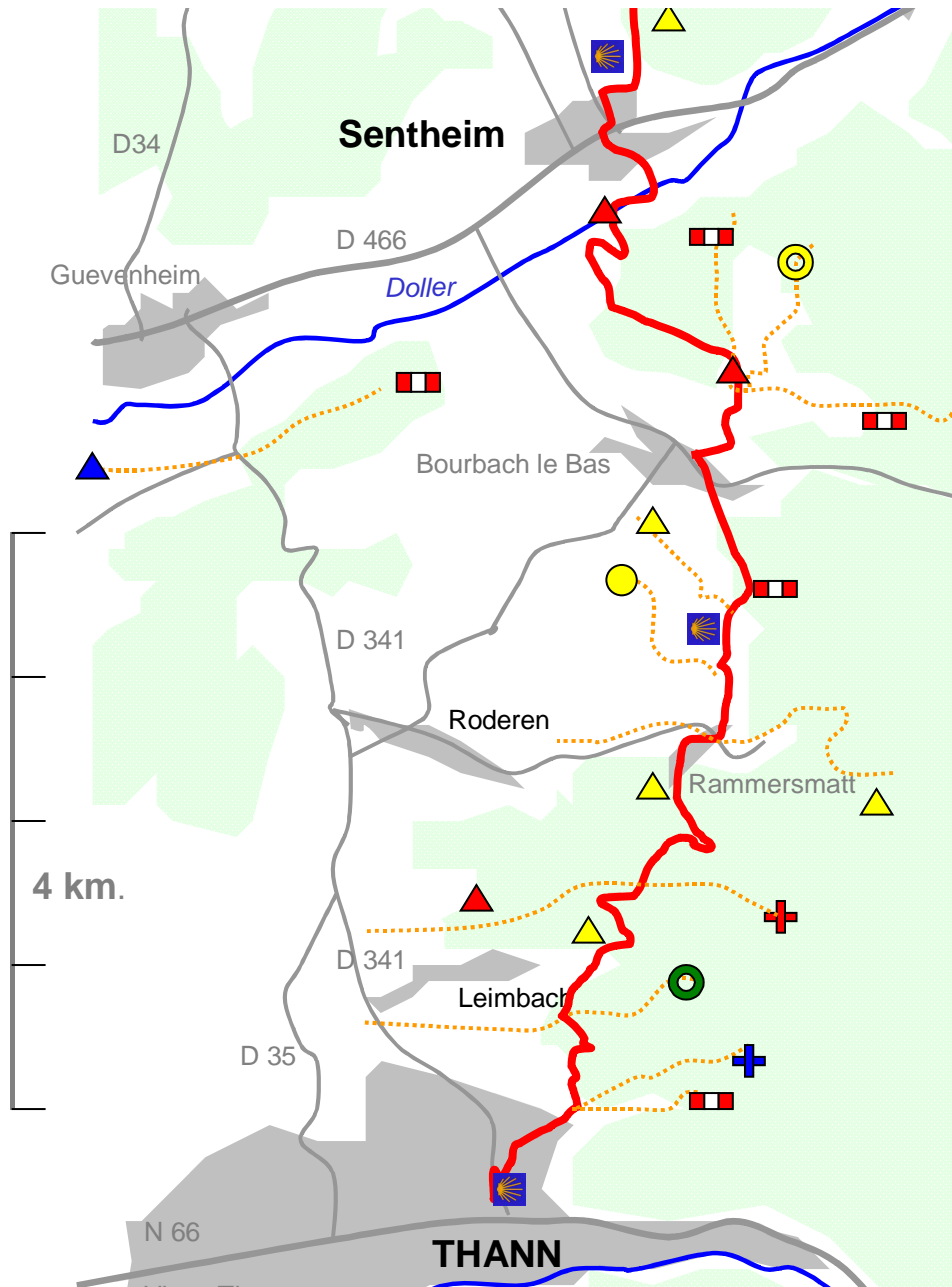 D34
Sentheim
D 466
Guevenheim
Doller
Bourbach le Bas
D 341
Roderen
Rammersmatt
4 km.
D 341
Leimbach
D 35
N 66
THANN